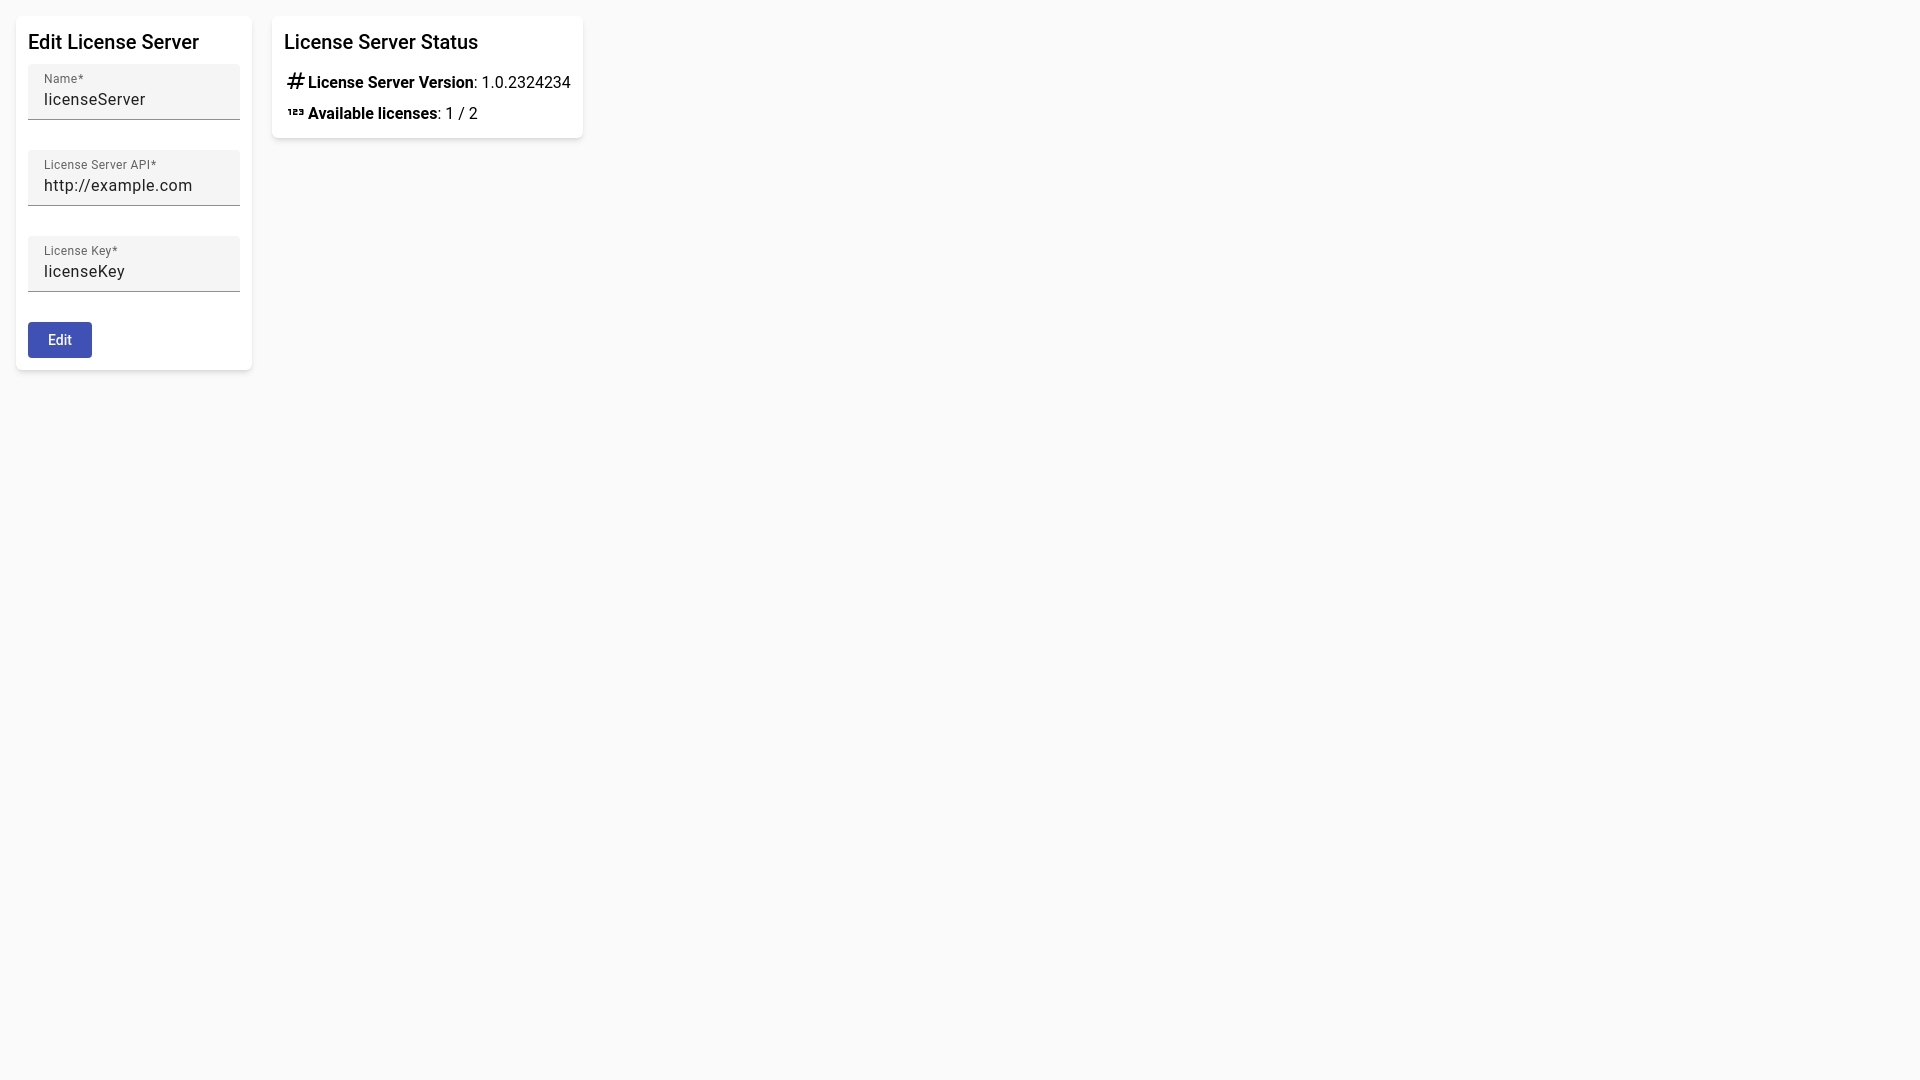 Edit License Server
Name*
licenseServer
License Server API*
http://example.com
License Key*
licenseKey
Edit
License Server Status
License Server Version: 1.0.2324234
123 Available licenses: 1 / 2